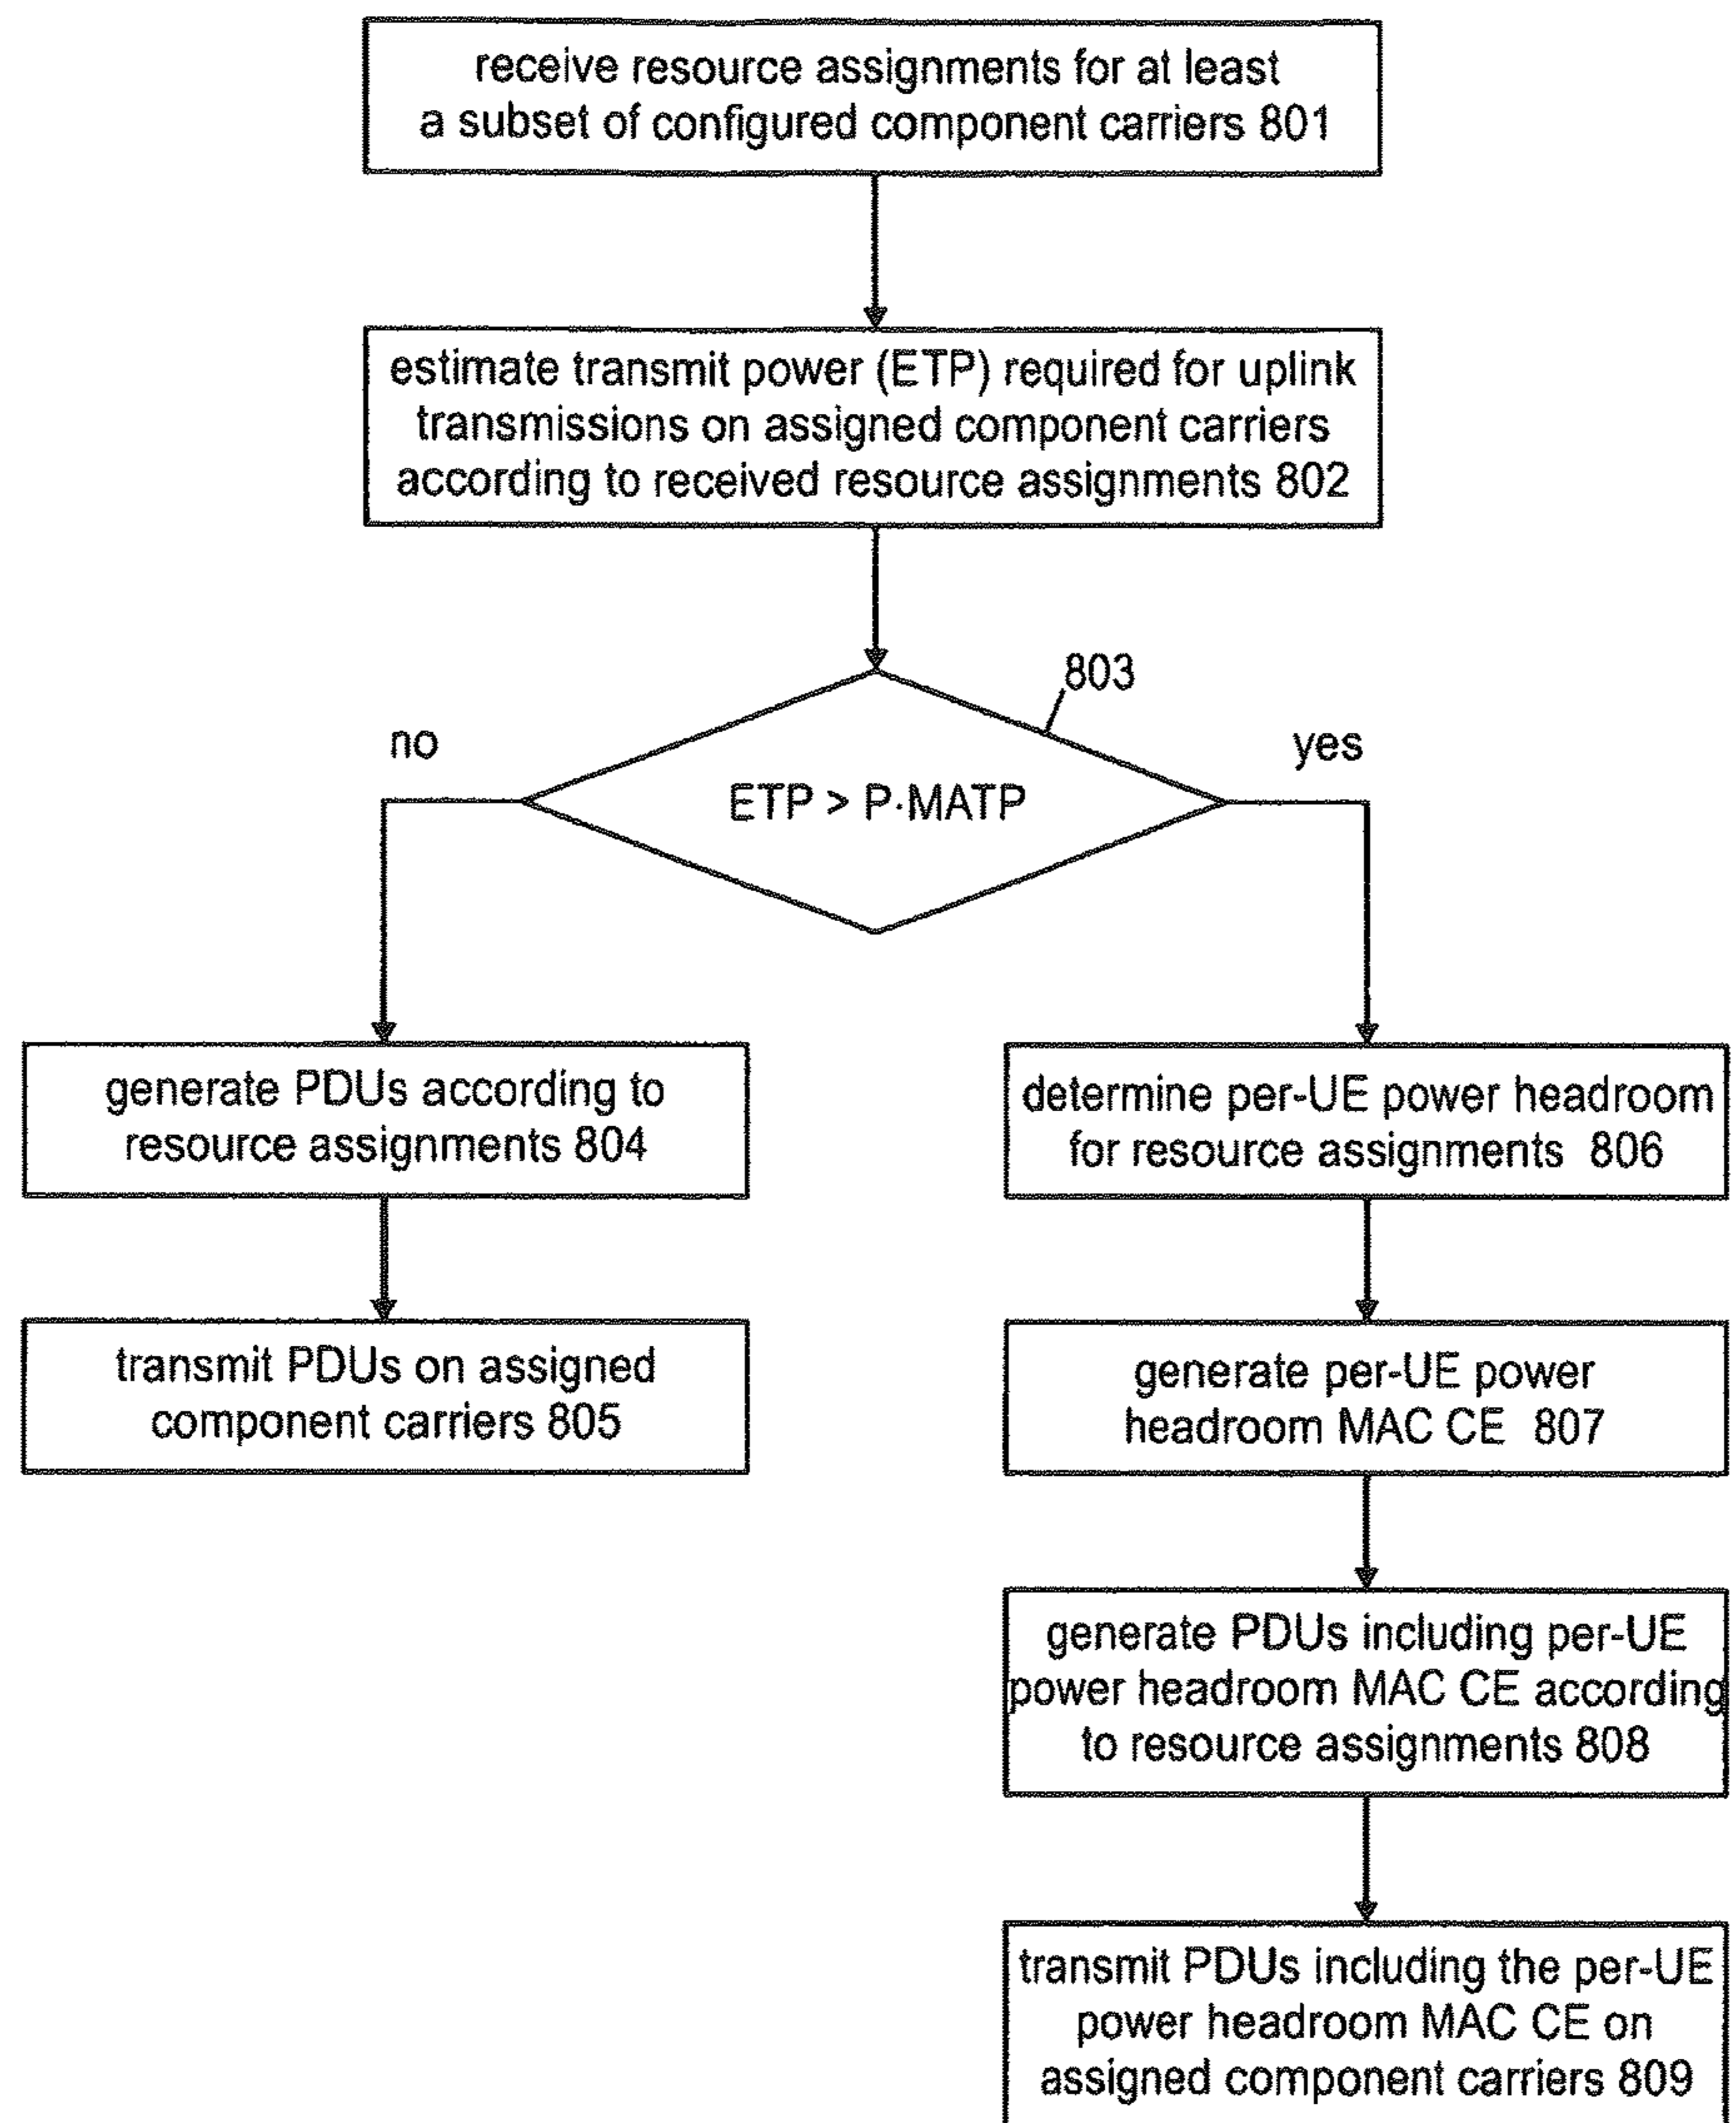 receive resource assignments for at least
a subset of configured component carriers 801
estimate transmit power (ETP) required for uplink
transmissions on assigned component carriers
according to received resource assignments 802
803
no
yes
ETP > P·MATP
generate PDUs according to
resource assignments 804
determine per-UE power headroom
for resource assignments 806
transmit PDUs on assigned
component carriers 805
generate per-UE power
headroom MAC CE 807
generate PDUs including per-UE
power headroom MAC CE according
to resource assignments 808
transmit PDUs including the per-UE
power headroom MAC CE on
assigned component carriers 809